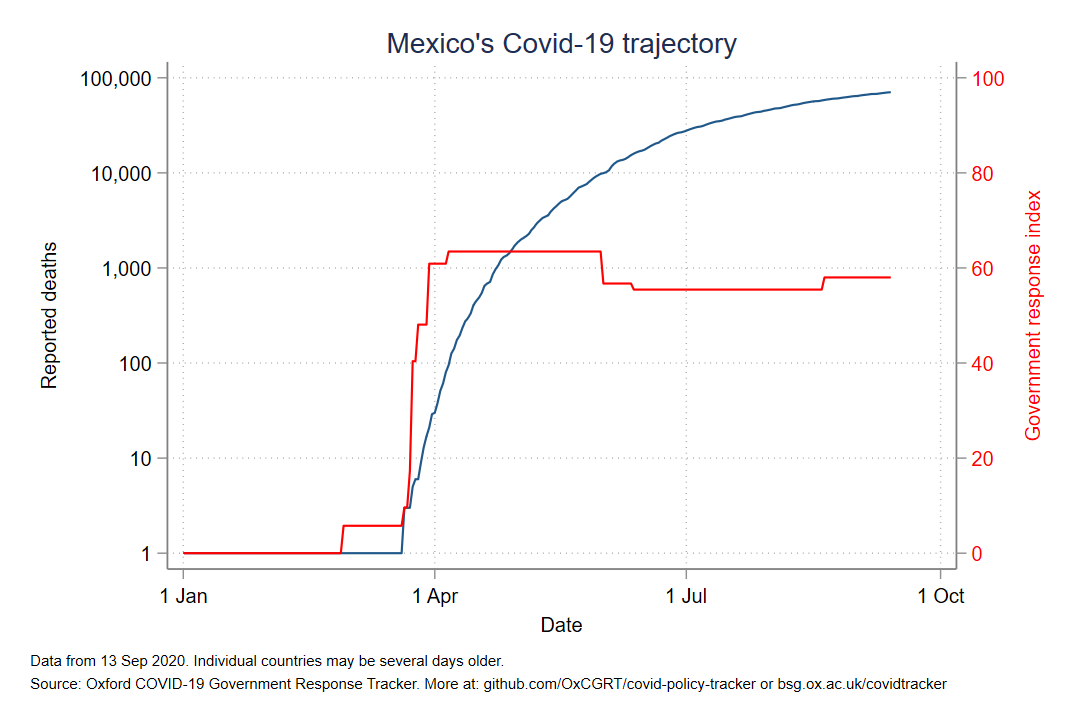 Mexico's Covid-19 trajectory
100,000
10,000
1,000
100
10
1
Reported deaths
100
80
60
40
20
0
Government response index
1 Jan
1 Apr
1 Jul
1 Oct
Date
Data from 13 Sep 2020. Individual countries may be several days older.
Source: Oxford COVID-19 Government Response Tracker. More at: github.com/OxCGRT/covid-policy-tracker or bsg.ox.ac.uk/covidtracker